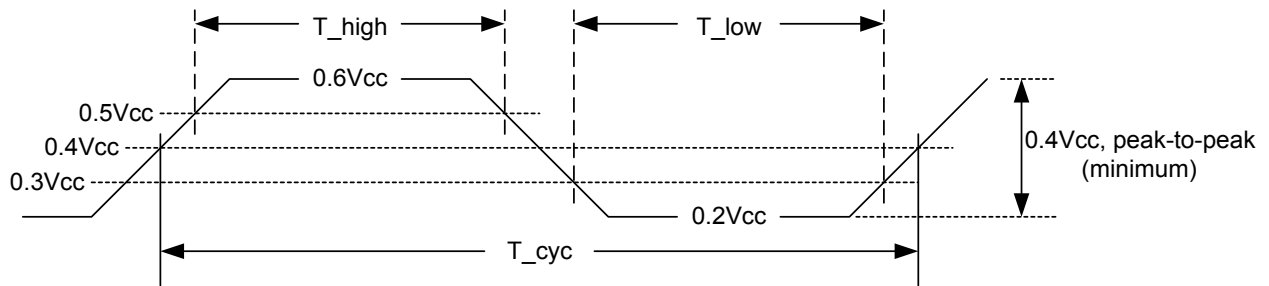 T_high
T_low
0.6Vcc
0.5Vcc
0.4Vcc
0.4Vcc, peak-to-peak
(minimum)
0.3Vcc
0.2Vcc
T_cyc